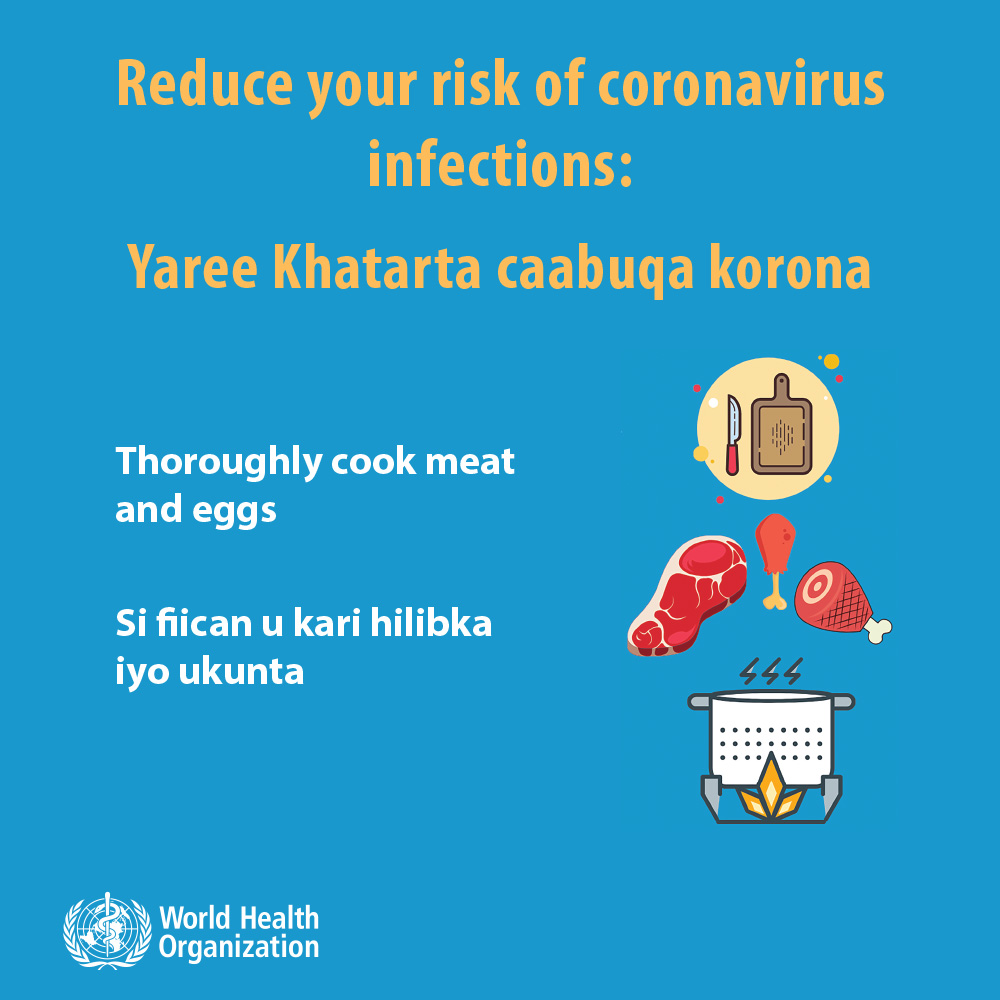 Reduce your risk of coronavirus
infections:
Yaree Khatarta caabuqa korona
Thoroughly cook meat
and eggs
Si fiican u kari hilibka
iyo ukunta
World Health
Organization